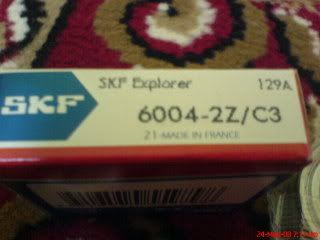 SKF Explorer 129A
SKF
6004-2Z/C3
21-MADE IN FRANCE